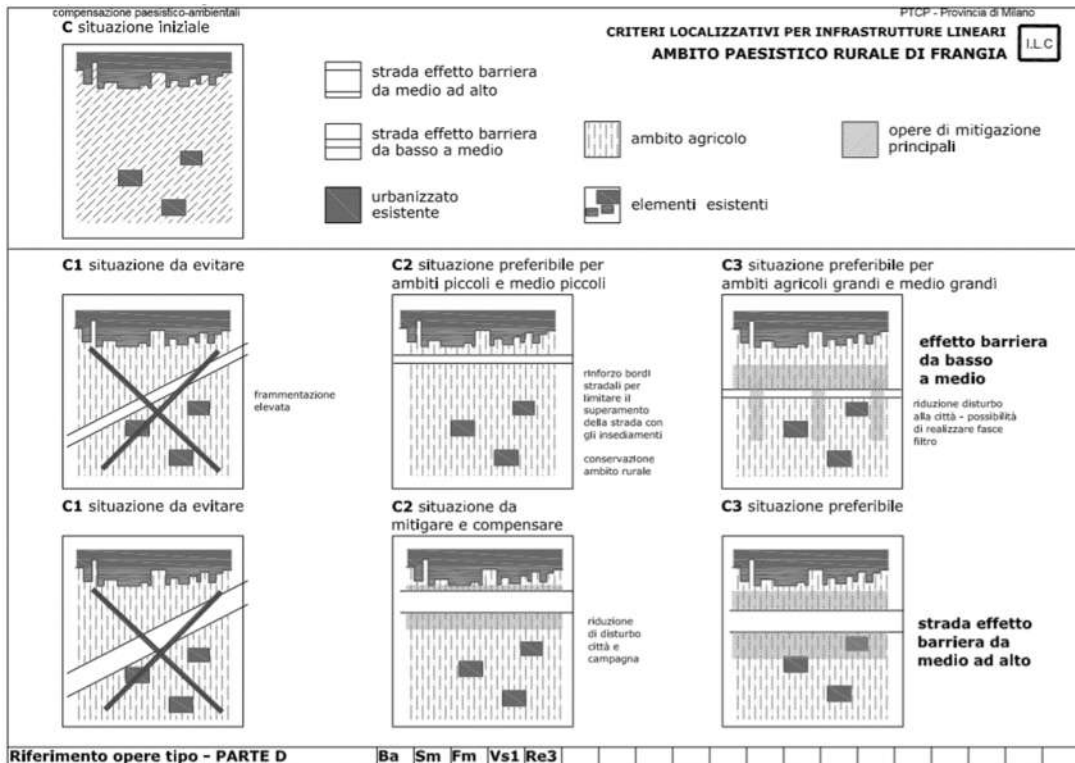 compensazione paesistico-ambientali
PTCP - Provincia di Milano
C situazione iniziale
CRITERI LOCALIZZATIVI PER INFRASTRUTTURE LINEARI
AMBITO PAESISTICO RURALE DI FRANGIA
I.L.C
strada effetto barriera
da medio ad alto
strada effetto barriera
da basso a medio
urbanizzato
esistente
ambito agricolo
elementi esistenti
opere di mitigazione
principali
C1 situazione da evitare
frammentazione
elevata
C2 situazione preferibile per
ambiti piccoli e medio piccoli
rinforzo bordi
stradali per
limitare il
superamento
della strada con
gli insediamenti
conservazione
ambito rurale
C3 situazione preferibile per
ambiti agricoli grandi e medio grandi
effetto barriera
da basso
a medio
riduzione disturbo
alla città - possibilità
di realizzare fasce
filtro
C1 situazione da evitare
C2 situazione da
mitigare e compensare
riduzione
di disturbo
città e
campagna
C3 situazione preferibile
strada effetto
barriera da
medio ad alto
Riferimento opere tipo - PARTE D
Ba Sm Fm Vs1 Re3